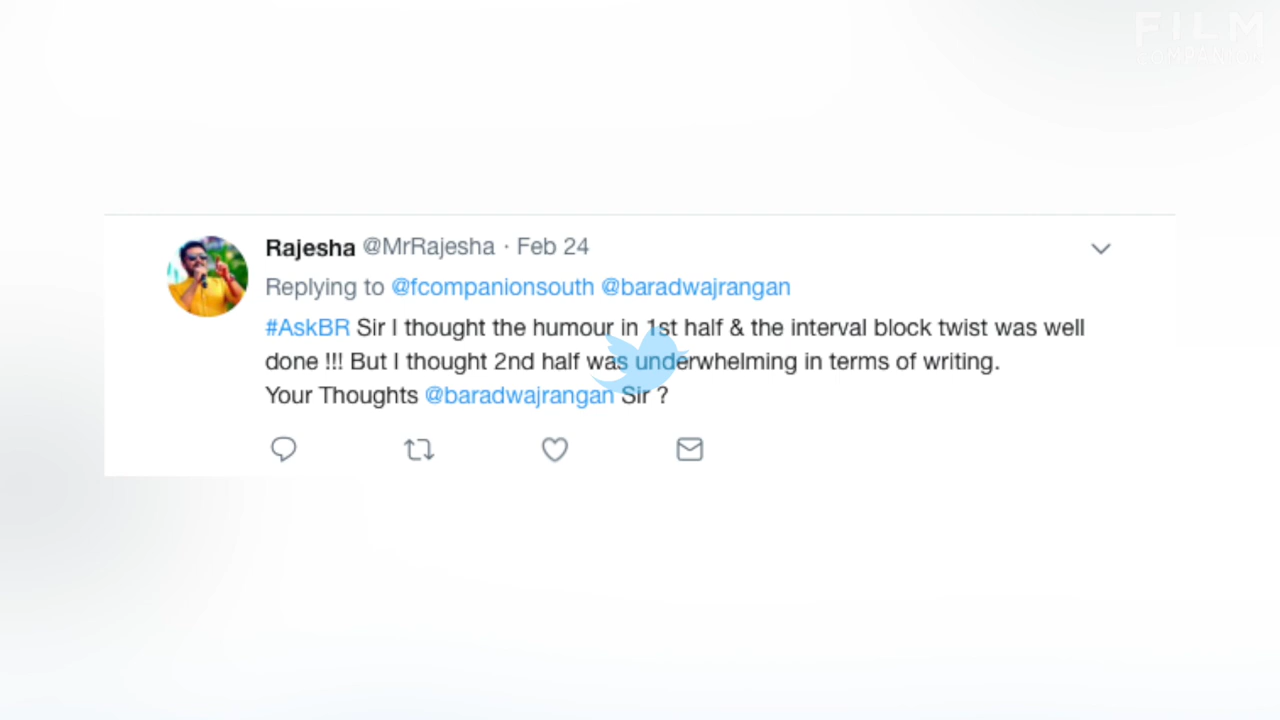 FILM
COMPANION
Rajesha @MrRajesha · Feb 24
Replying to @fcompanionsouth @baradwajrangan
#AskBR Sir I thought the humour in 1st half & the interval block twist was well
done !!! But I thought 2nd half was underwhelming in terms of writing.
Your Thoughts @baradwajrangan Sir ?